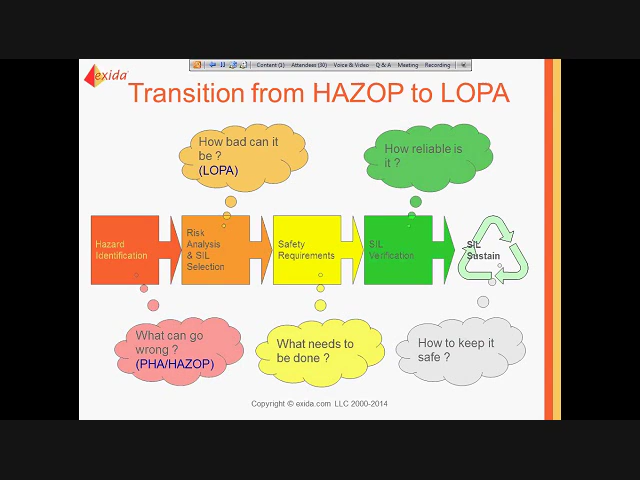 Content (1) Attendees (30) Voice & Video Q & A Meeting Recording
exida
Transition from HAZOP to LOPA
How bad can it
be ?
(LOPA)
How reliable is
it ?
Hazard
Identification
Risk
Analysis
& SIL
Selection
Safety
Requirements
SIL
Verification
SIL
Sustain
What can go
wrong ?
(PHA/HAZOP)
What needs to
be done ?
How to keep it
safe ?
Copyright © exida.com LLC 2000-2014